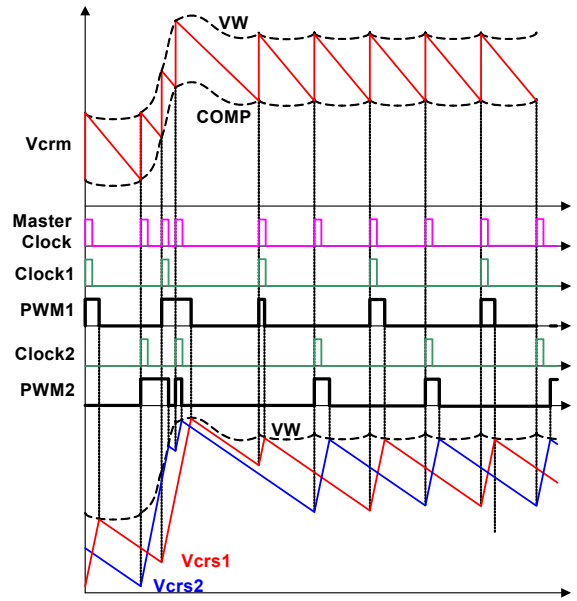 VW
COMP
Vcrm
Master
Clock
Clock1
PWM1
Clock2
PWM2
VW
Vcrs1
Vcrs2